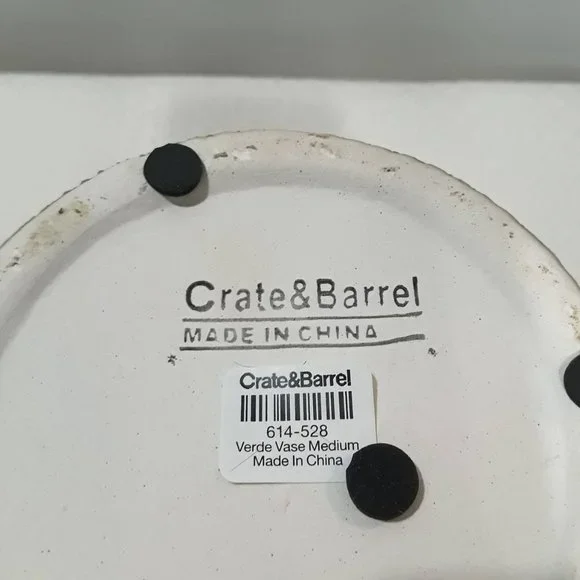 Crate&Barrel
MADE IN CHINA
Crate&Barrel
614-528
Verde Vase Medium
Made In China